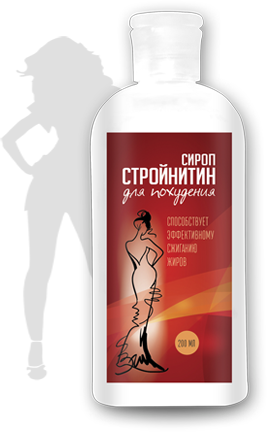 СИРОП
СТРОЙНИТИН
для похудения
СПОСОБСТВУЕТ
ЭФФЕКТИВНОМУ
СЖИГАНИЮ
ЖИРОВ
200 МЛ